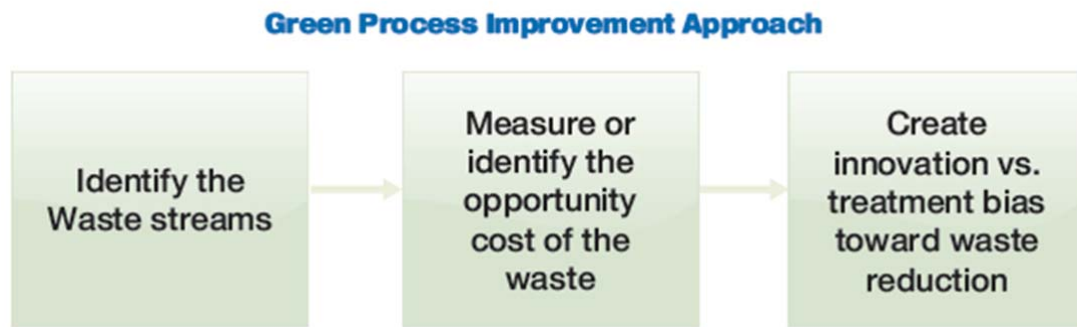 Green Process Improvement Approach
Identify the
Waste streams
Measure or
identify the
opportunity
cost of the
waste
Create
innovation vs.
treatment bias
toward waste
reduction